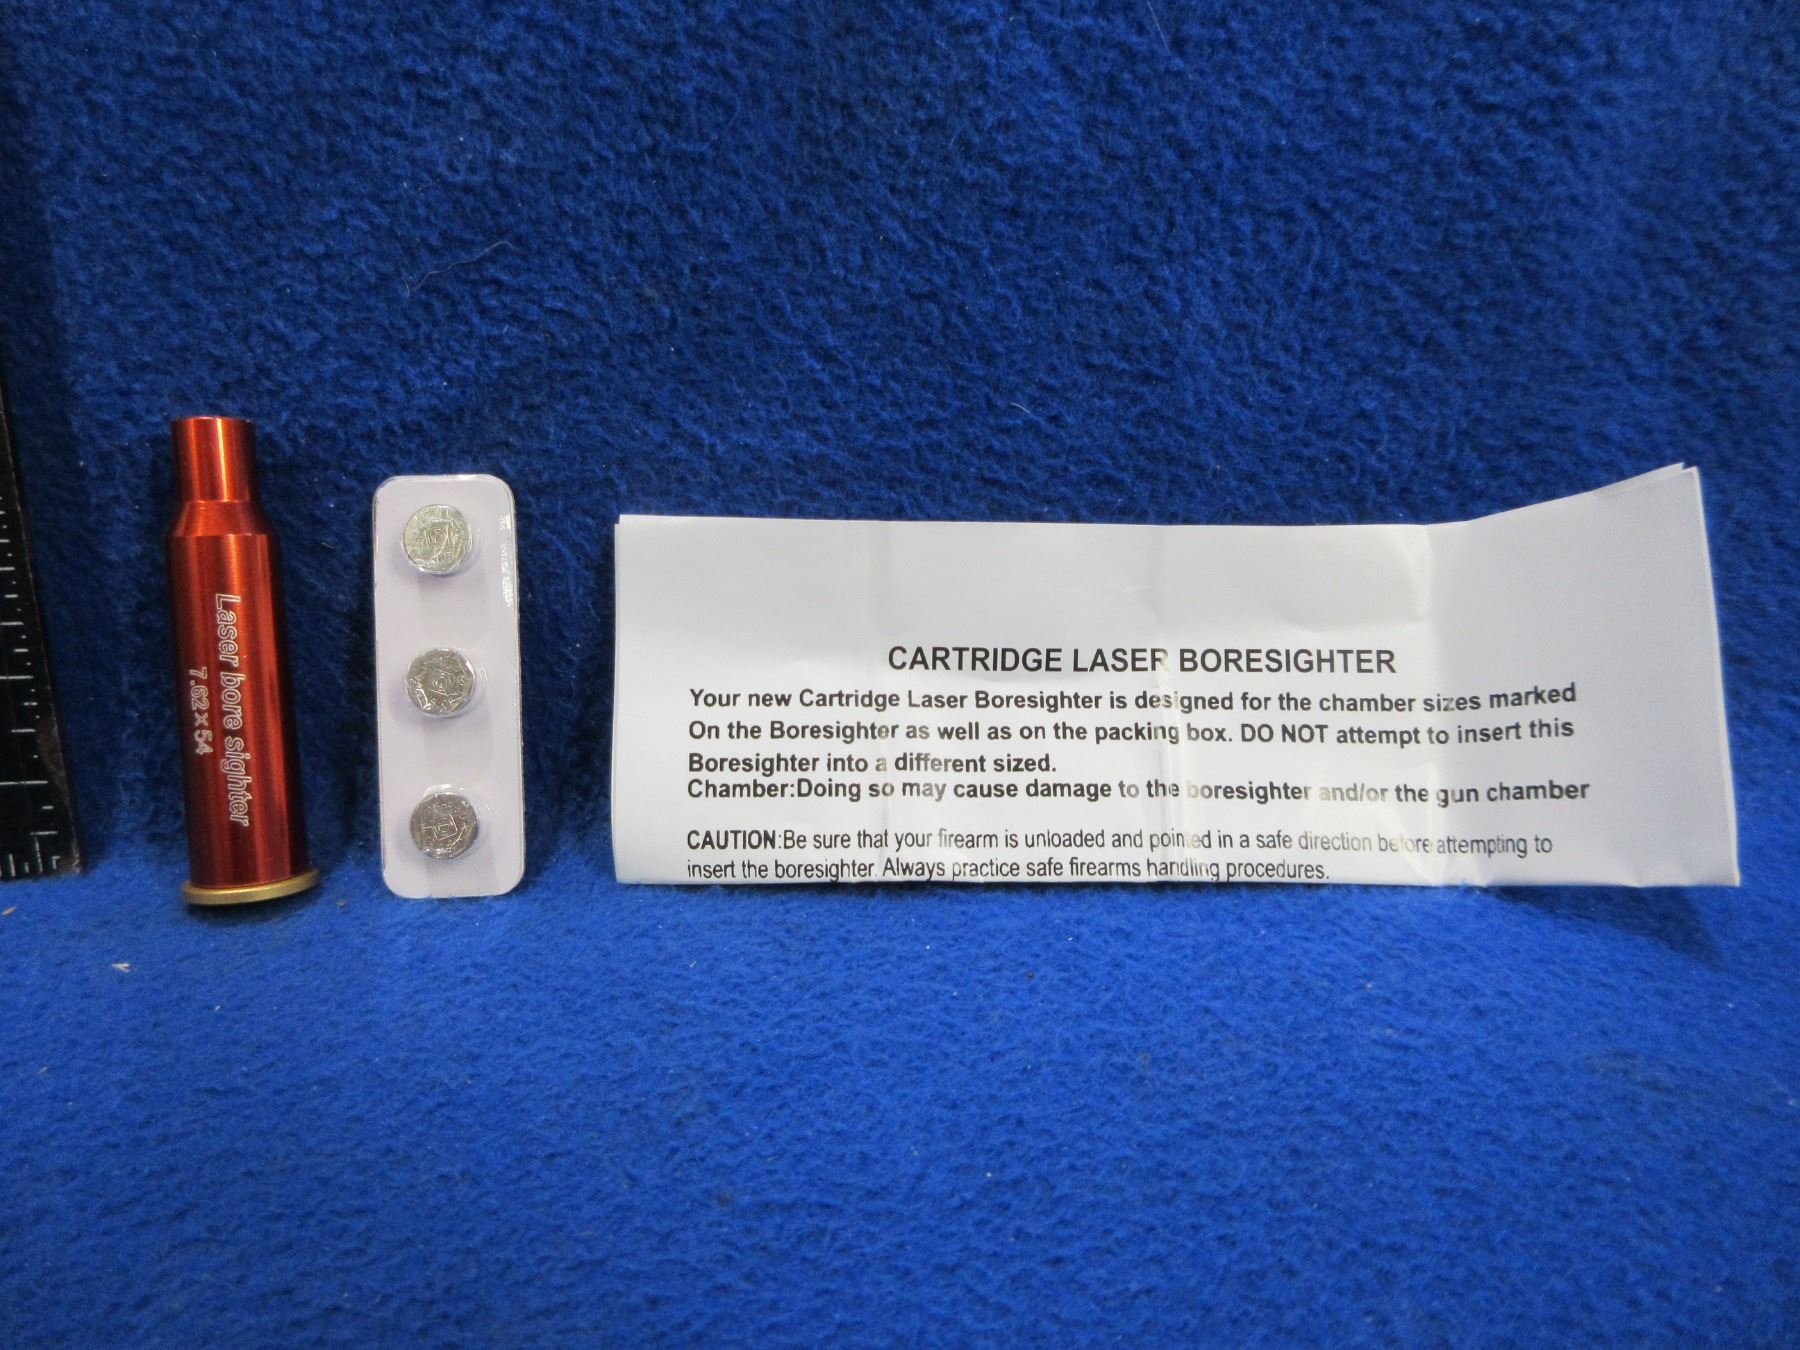 Laser bore sighter
7.62×54
CARTRIDGE LASER BORESIGHTER
Your new Cartridge Laser Boresighter is designed for the chamber sizes marked
On the Boresighter as well as on the packing box. DO NOT attempt to insert this
Boresighter into a different sized.
Chamber:Doing so may cause damage to the boresighter and/or the gun chamber
CAUTION:Be sure that your firearm is unloaded and pointed in a safe direction before attempting to
insert the boresighter. Always practice safe firearms handling procedures.